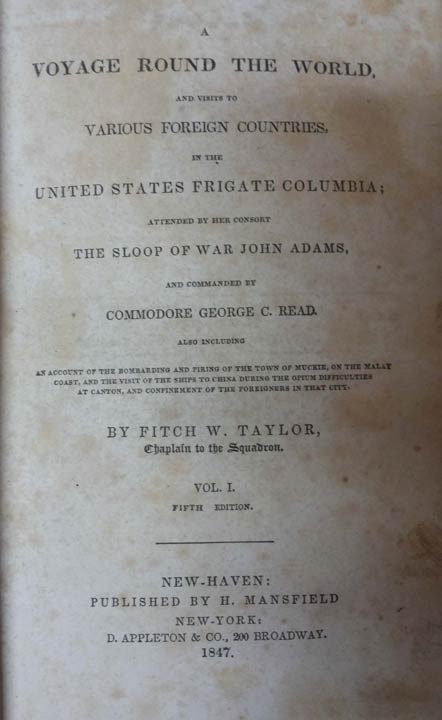 A
VOYAGE ROUND THE WORLD,
AND VISITS TO
VARIOUS FOREIGN COUNTRIES,
IN THE
UNITED STATES FRIGATE COLUMBIA;
ATTENDED BY HER CONSORT
THE SLOOP OF WAR JOHN ADAMS,
AND COMMANDED BY
COMMODORE GEORGE C. READ.
ALSO INCLUDING
AN ACCOUNT OF THE BOMBARDING AND FIRING OF THE TOWN OF MUCKIE, ON THE MALAY
COAST, AND THE VISIT OF THE SHIPS TO CHINA DURING THE OPIUM DIFFICULTIES
AT CANTON, AND CONFINEMENT OF THE FOREIGNERS IN THAT CITY.
BY FITCH W. TAYLOR,
Chaplain to the Squadron.
VOL. I.
FIFTH EDITION.
NEW-HAVEN:
PUBLISHED BY H. MANSFIELD
NEW-YORK:
D. APPLETON & CO., 200 BROADWAY.
1847.